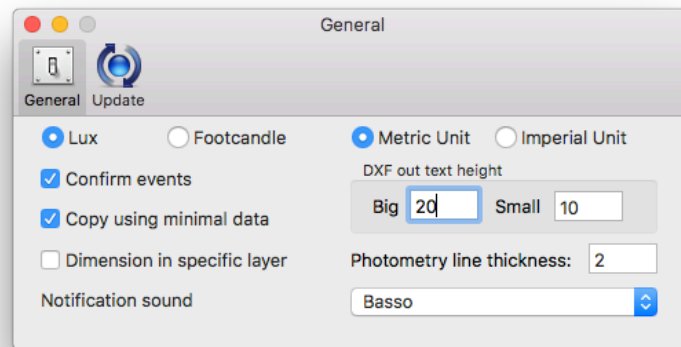 General
General Update
Lux Footcandle Metric Unit Imperial Unit
Confirm events
DXF out text height
Big 20 Small 10
Copy using minimal data
Dimension in specific layer Photometry line thickness: 2
Notification sound Basso